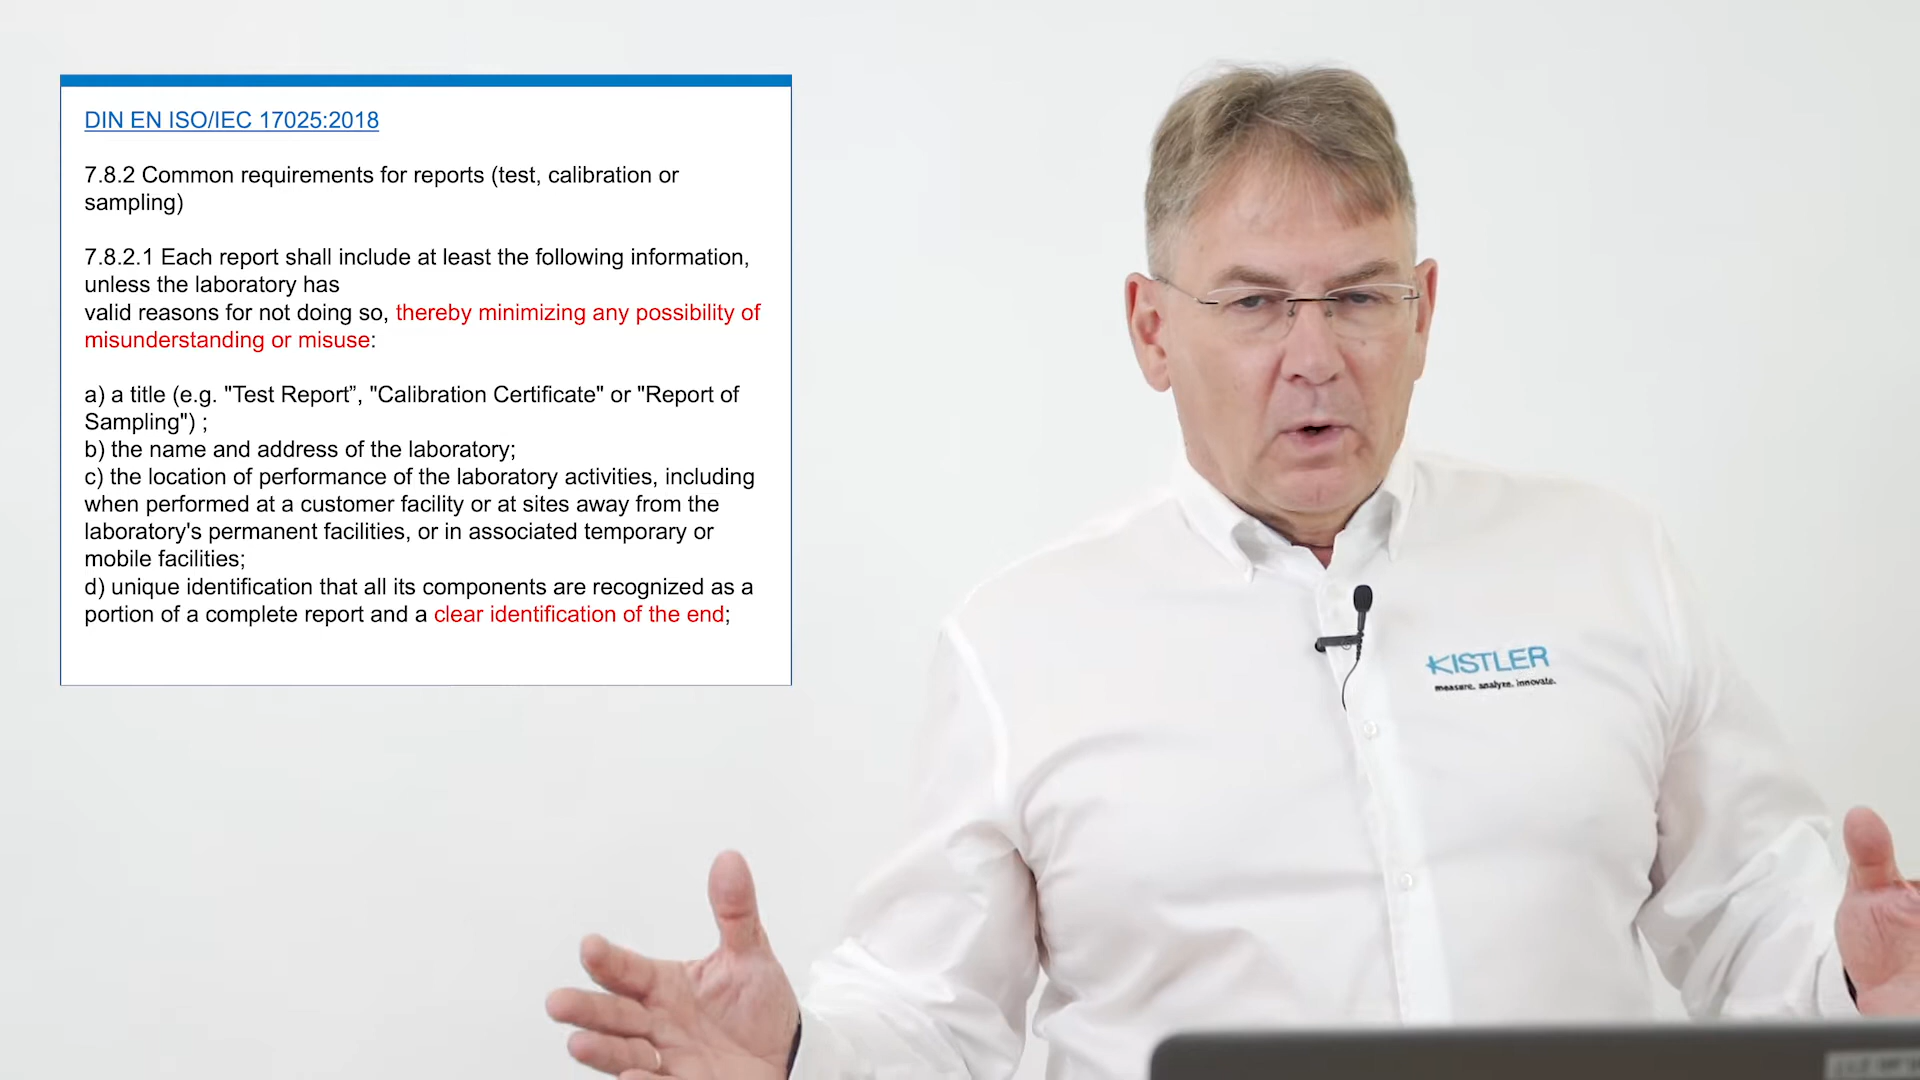 DIN EN ISO/IEC 17025:2018
7.8.2 Common requirements for reports (test, calibration or
sampling)
7.8.2.1 Each report shall include at least the following information,
unless the laboratory has
valid reasons for not doing so, thereby minimizing any possibility of
misunderstanding or misuse:
a) a title (e.g. "Test Report”, "Calibration Certificate" or "Report of
Sampling") ;
b) the name and address of the laboratory;
c) the location of performance of the laboratory activities, including
when performed at a customer facility or at sites away from the
laboratory's permanent facilities, or in associated temporary or
mobile facilities;
d) unique identification that all its components are recognized as a
portion of a complete report and a clear identification of the end;
KISTLER
measure. analyze. innovate.